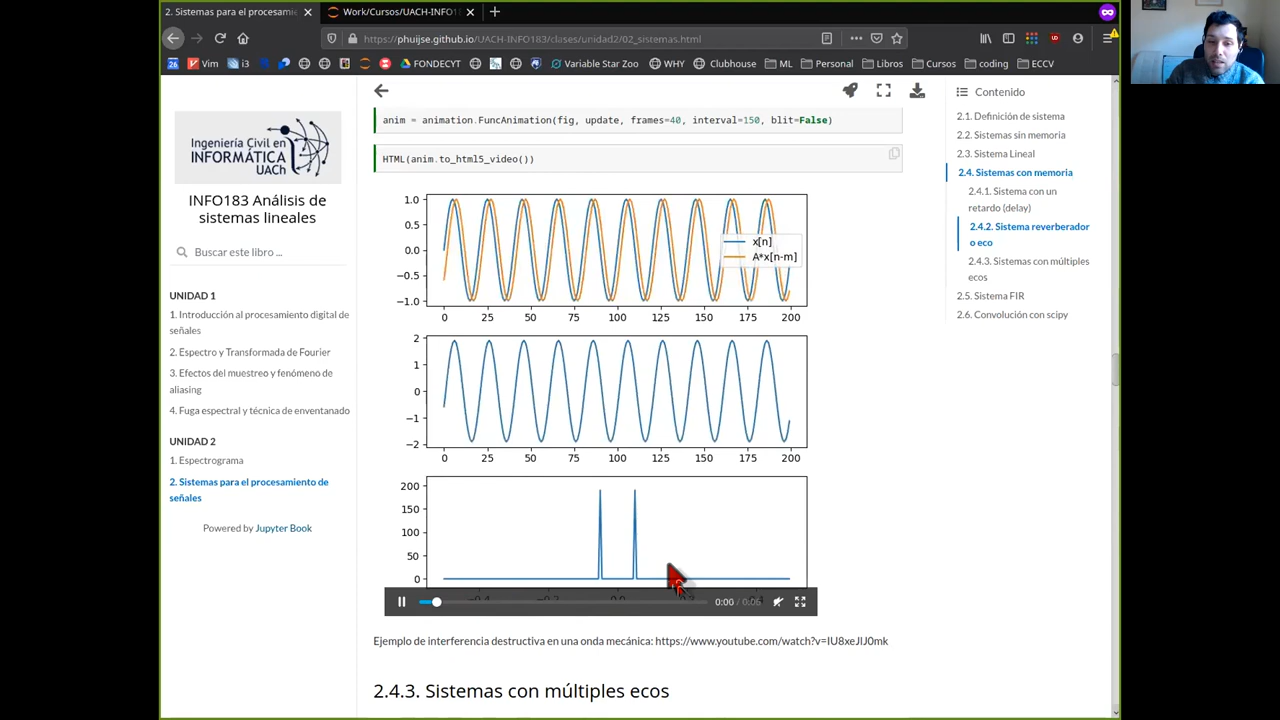 2. Sistemas para el procesami
Work/Cursos/UACH-INFO1
https://phuijse.github.io/UACH-INFO183/clases/unidad2/02_sistemas.html
26
Vim
i3
FONDECYT
Variable Star Zoo
WHY
Clubhouse
ML
Personal
Libros
Cursos
coding
ECCV
Ingeniería Civil en
INFORMÁTICA
UACh
INFO183 Análisis de
sistemas lineales
Buscar este libro ...
UNIDAD 1
1. Introducción al procesamiento digital de
señales
2. Espectro y Transformada de Fourier
3. Efectos del muestreo y fenómeno de
aliasing
4. Fuga espectral y técnica de enventanado
UNIDAD 2
1. Espectrograma
2. Sistemas para el procesamiento de
señales
Powered by Jupyter Book
anim = animation.FuncAnimation(fig, update, frames=40, interval=150, blit=False)
HTML(anim.to_html5_video())
1.0
0.5
0.0
−0.5
−1.0
x[n]
A*x[n-m]
0 25 50 75 100 125 150 175 200
2
1
0
−1
−2
0 25 50 75 100 125 150 175 200
200
150
100
50
0
0:00 / 0:06
Ejemplo de interferencia destructiva en una onda mecánica: https://www.youtube.com/watch?v=IU8xeJlJ0mk
2.4.3. Sistemas con múltiples ecos
Contenido
2.1. Definición de sistema
2.2. Sistemas sin memoria
2.3. Sistema Lineal
2.4. Sistemas con memoria
2.4.1. Sistema con un
retardo (delay)
2.4.2. Sistema reverberador
o eco
2.4.3. Sistemas con múltiples
ecos
2.5. Sistema FIR
2.6. Convolución con scipy